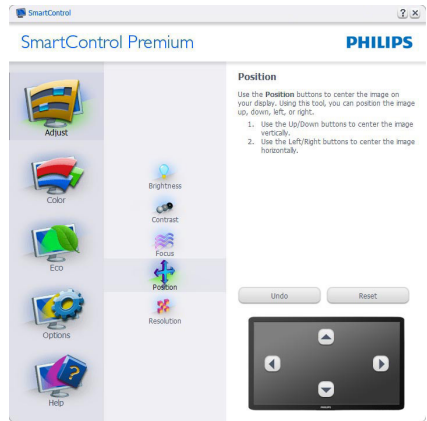 SmartControl
? ×
SmartControl Premium
PHILIPS
Adjust
Color
Eco
Options
Help
Brightness
Contrast
Focus
Position
Resolution
Position
Use the Position buttons to center the image on
your display. Using this tool, you can position the image
up, down, left, or right.
1. Use the Up/Down buttons to center the image
vertically.
2. Use the Left/Right buttons to center the image
horizontally.
Undo
Reset
PHILIPS